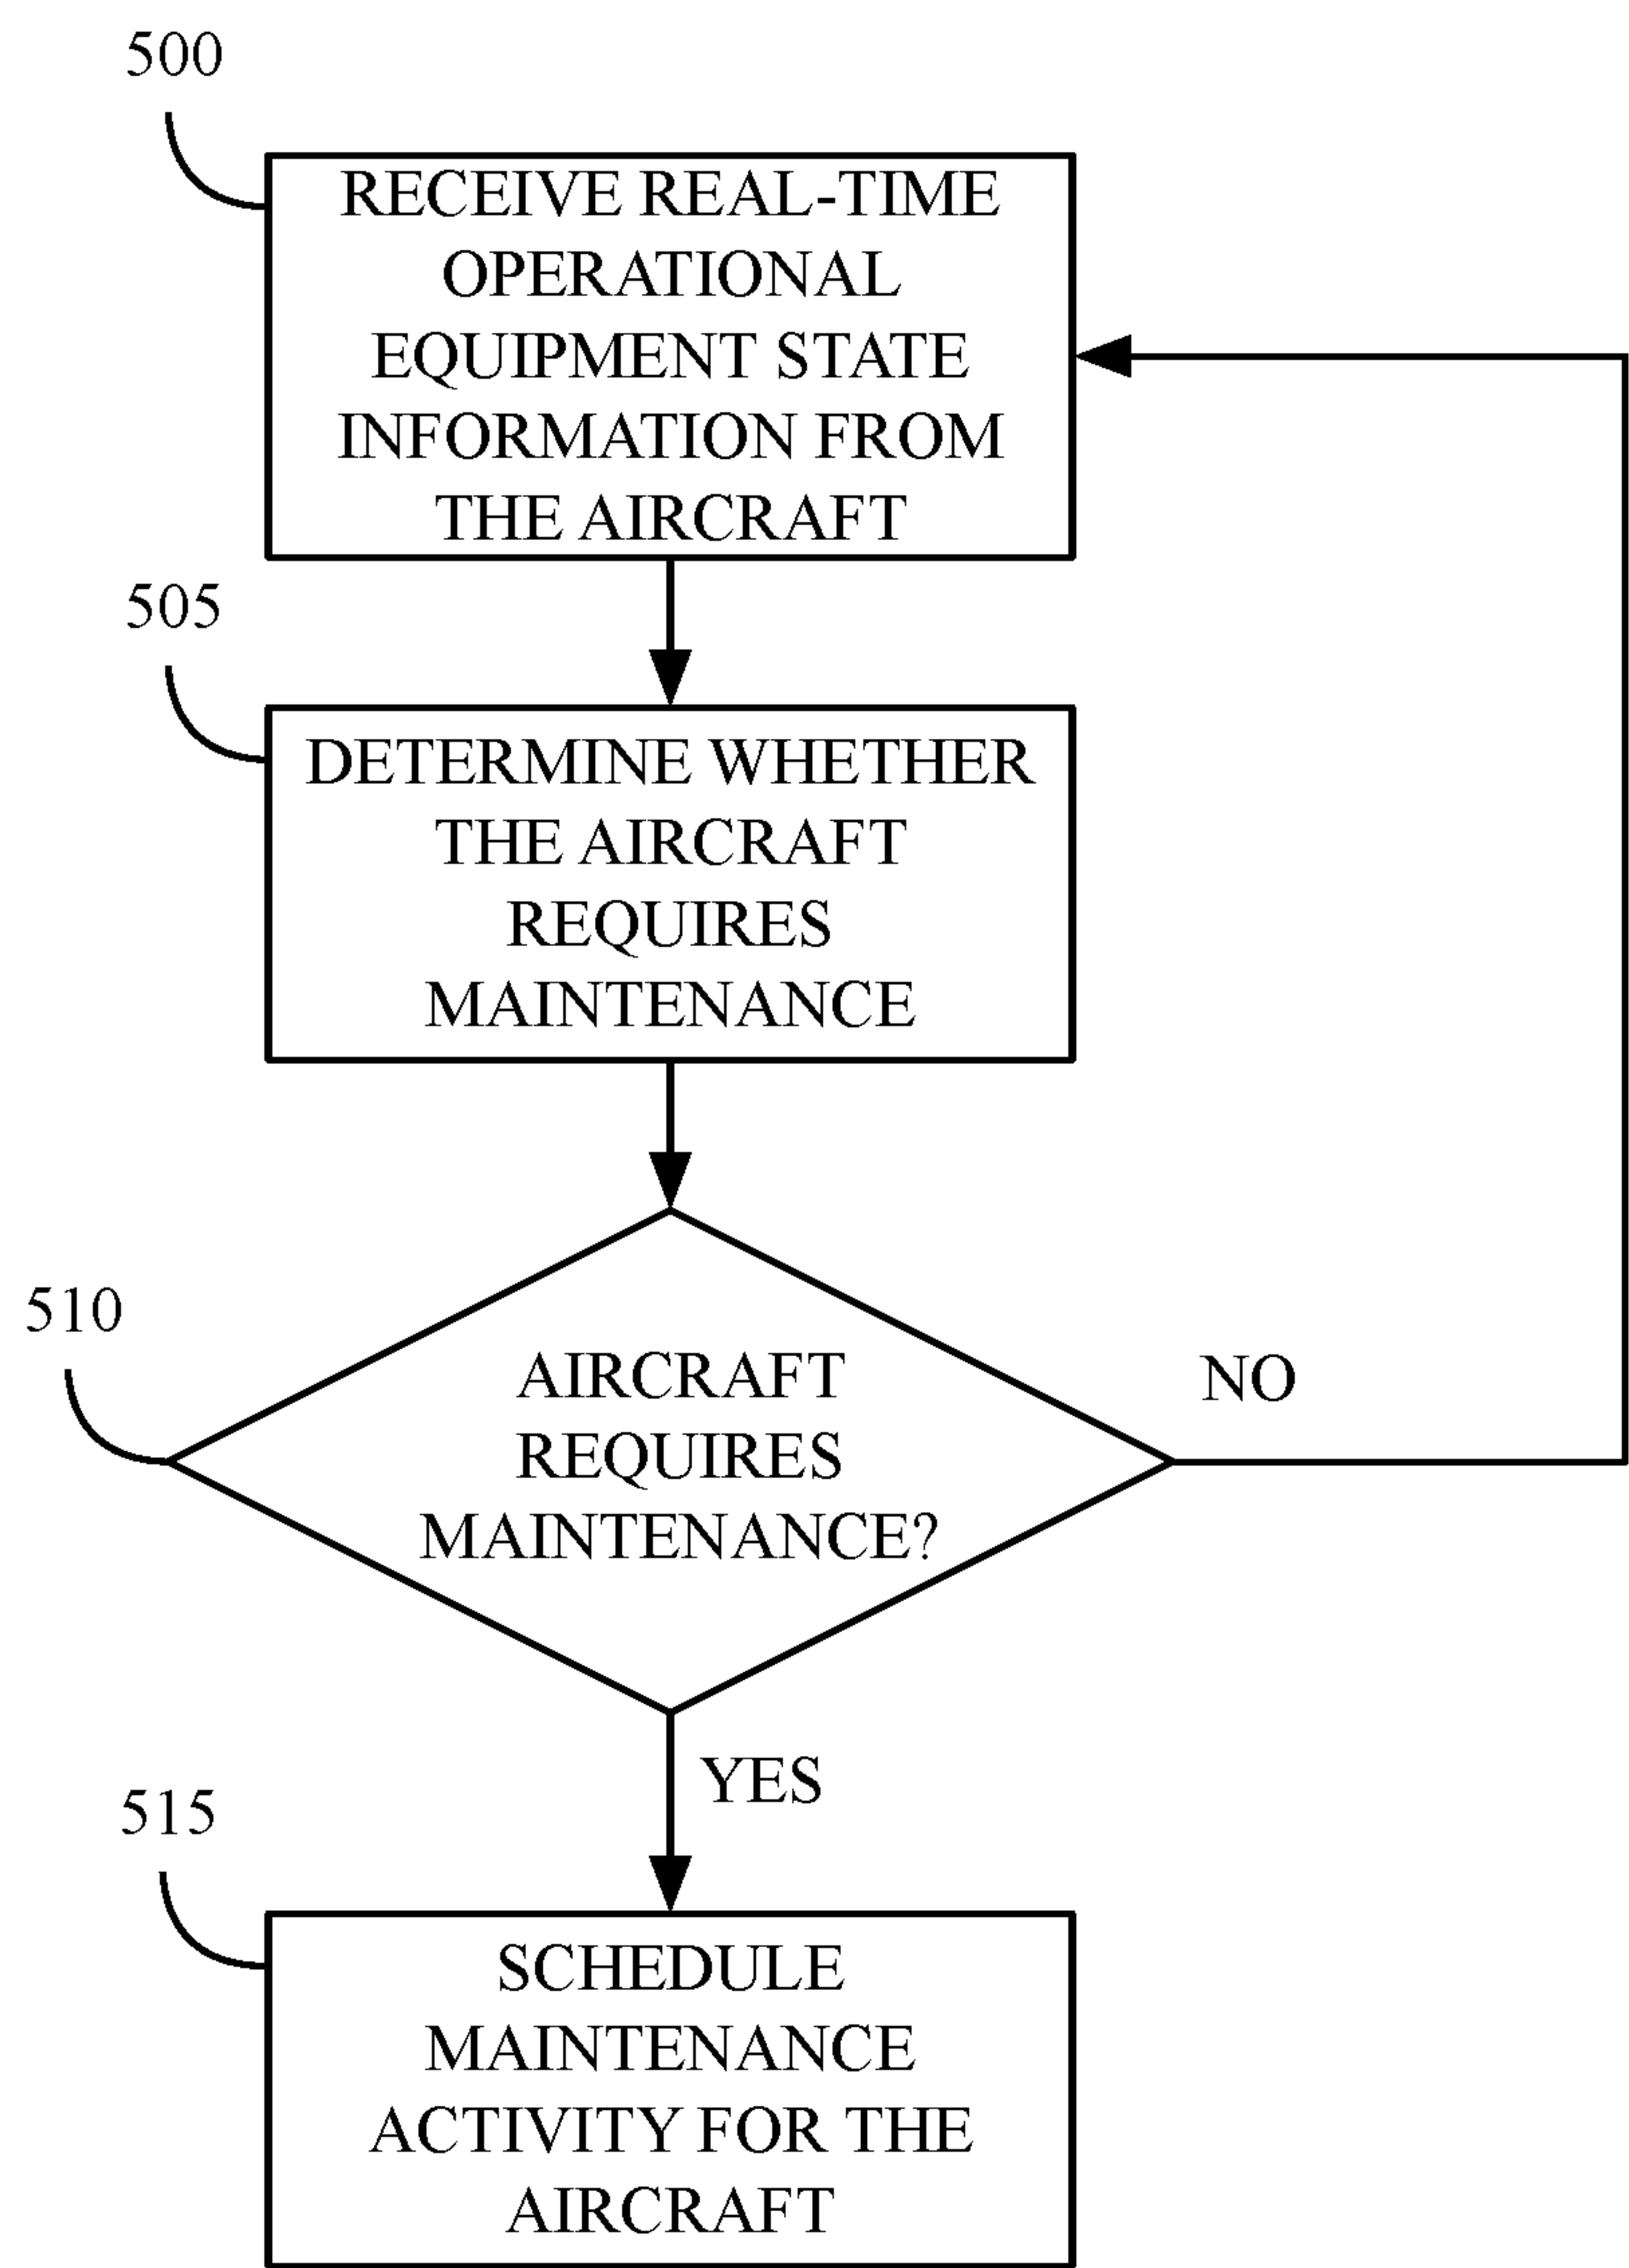 500
RECEIVE REAL-TIME
OPERATIONAL
EQUIPMENT STATE
INFORMATION FROM
THE AIRCRAFT
505
DETERMINE WHETHER
THE AIRCRAFT
REQUIRES
MAINTENANCE
510
AIRCRAFT
REQUIRES
MAINTENANCE?
NO
YES
515
SCHEDULE
MAINTENANCE
ACTIVITY FOR THE
AIRCRAFT